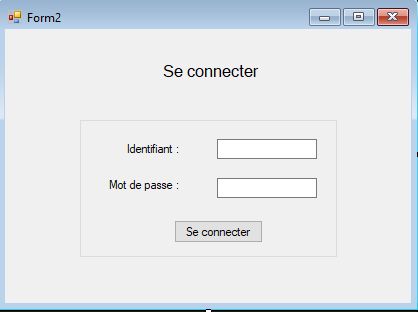 Form2
Se connecter
Identifiant :
Mot de passe :
Se connecter